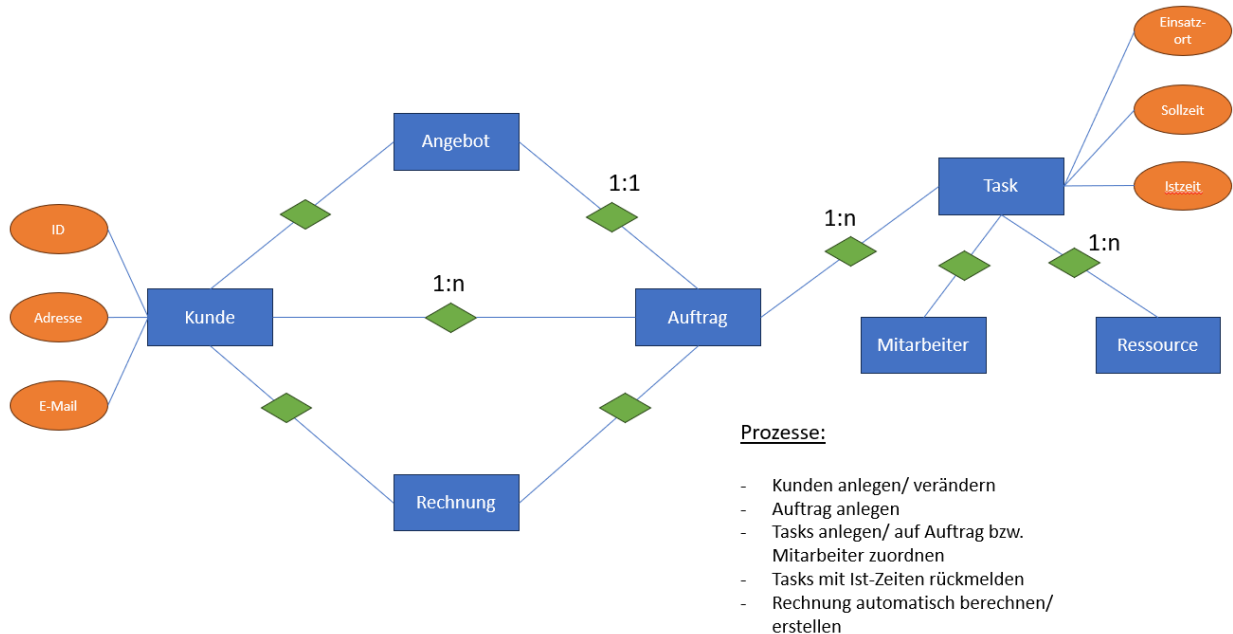 Einsatz-
ort
Angebot
Sollzeit
1:1
Task
Istzeit
ID
1:n
1:n
1:n
Adresse
Kunde
Auftrag
Mitarbeiter
Ressource
E-Mail
Rechnung
Prozesse:
- Kunden anlegen/ verändern
- Auftrag anlegen
- Tasks anlegen/ auf Auftrag bzw.
Mitarbeiter zuordnen
- Tasks mit Ist-Zeiten rückmelden
- Rechnung automatisch berechnen/
erstellen